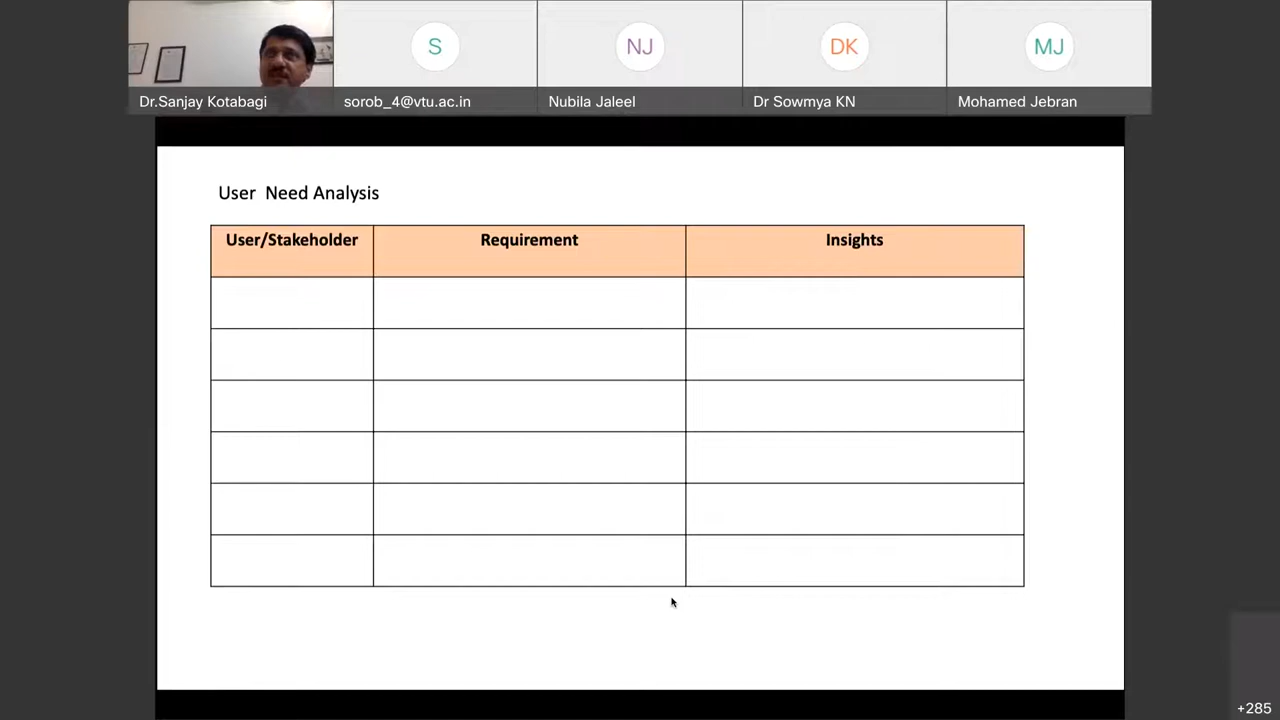 S NJ DK MJ
Dr.Sanjay Kotabagi sorob_4@vtu.ac.in Nubila Jaleel Dr Sowmya KN Mohamed Jebran
User Need Analysis
User/Stakeholder Requirement Insights
+285